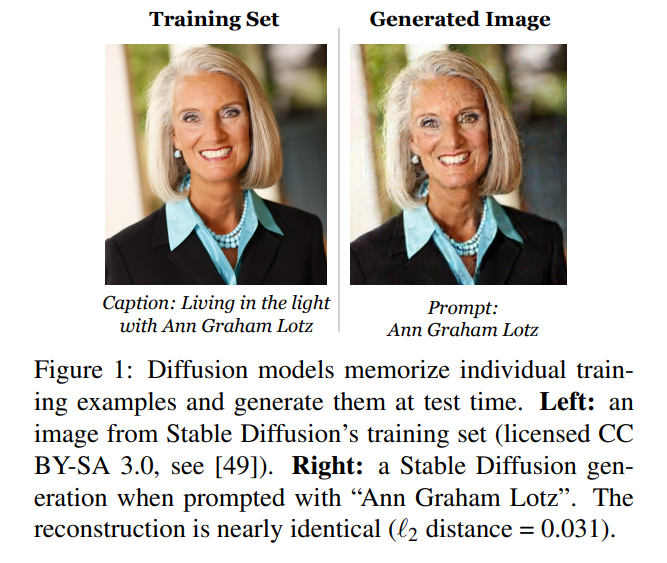 Training Set
Generated Image
Caption: Living in the light
with Ann Graham Lotz
Prompt:
Ann Graham Lotz
Figure 1: Diffusion models memorize individual train-
ing examples and generate them at test time. Left: an
image from Stable Diffusion’s training set (licensed CC
BY-SA 3.0, see [49]). Right: a Stable Diffusion gen-
eration when prompted with “Ann Graham Lotz”. The
reconstruction is nearly identical (ℓ2 distance = 0.031).